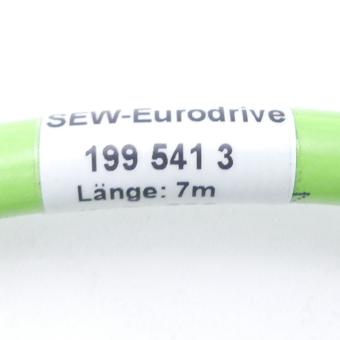 SEW-Eurodrive
199 541 3
Länge: 7m